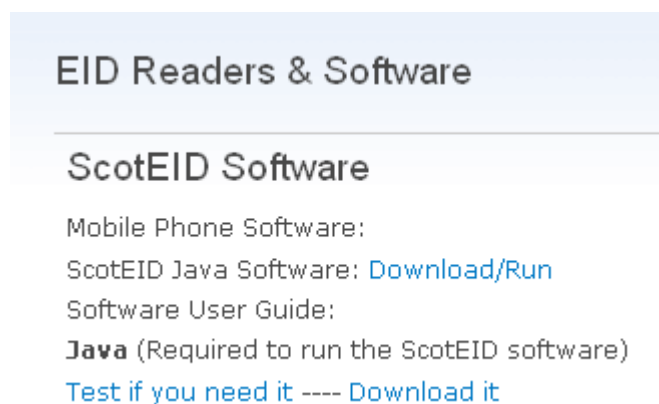 EID Readers & Software
ScotEID Software
Mobile Phone Software:
ScotEID Java Software: Download/Run
Software User Guide:
Java (Required to run the ScotEID software)
Test if you need it ---- Download it